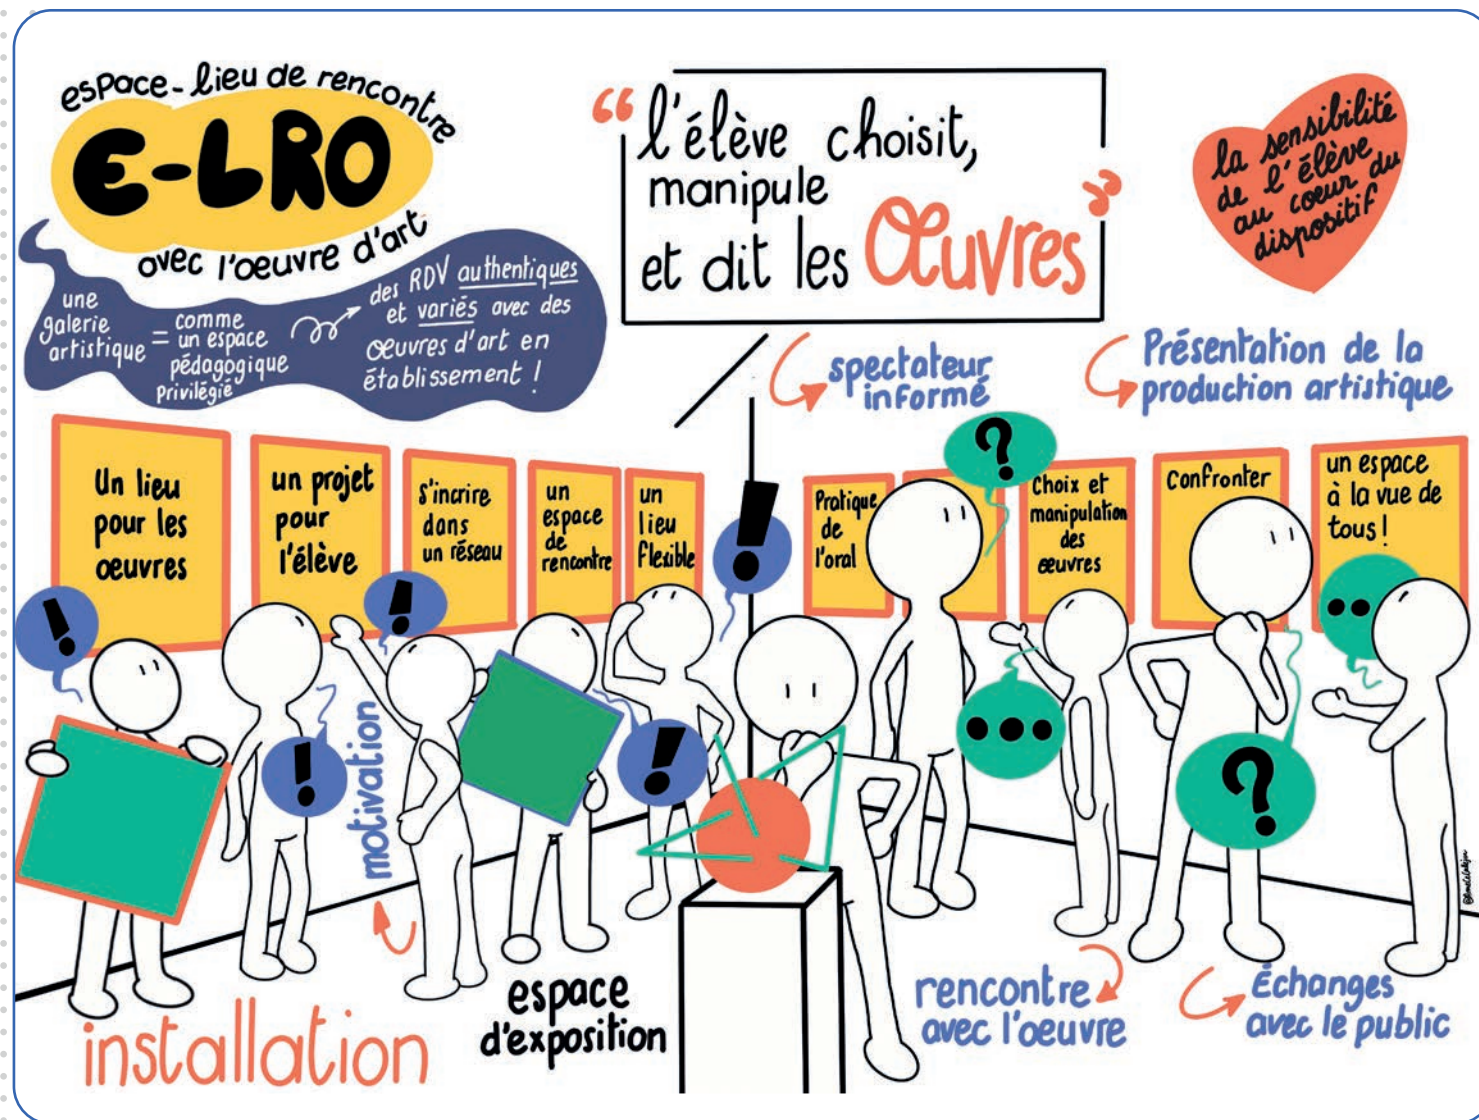 espace-lieu de rencontre
E-LRO
avec l'oeuvre d'art
une
galerie
artistique
=
comme
un espace
pédagogique
privilégié
des RDV authentiques
et variés avec des
œuvres d'art en
établissement !
“l'élève choisit,
manipule
et dit les Œuvres”
la sensibilité
de l'élève
au coeur du
dispositif
spectateur
informé
Présentation de la
production artistique
Un lieu
pour les
œuvres
un projet
pour
l'élève
s'incrire
dans
un réseau
un
espace
de
rencontre
un
lieu
flexible
Pratique
de
l'oral
Choix et
manipulation
des
œuvres
Confronter
un espace
à la vue de
tous !
!
!
!
!
!
?
...
?
..
motivation
installation
espace
d'exposition
rencontre
avec l'oeuvre
Échanges
avec le public